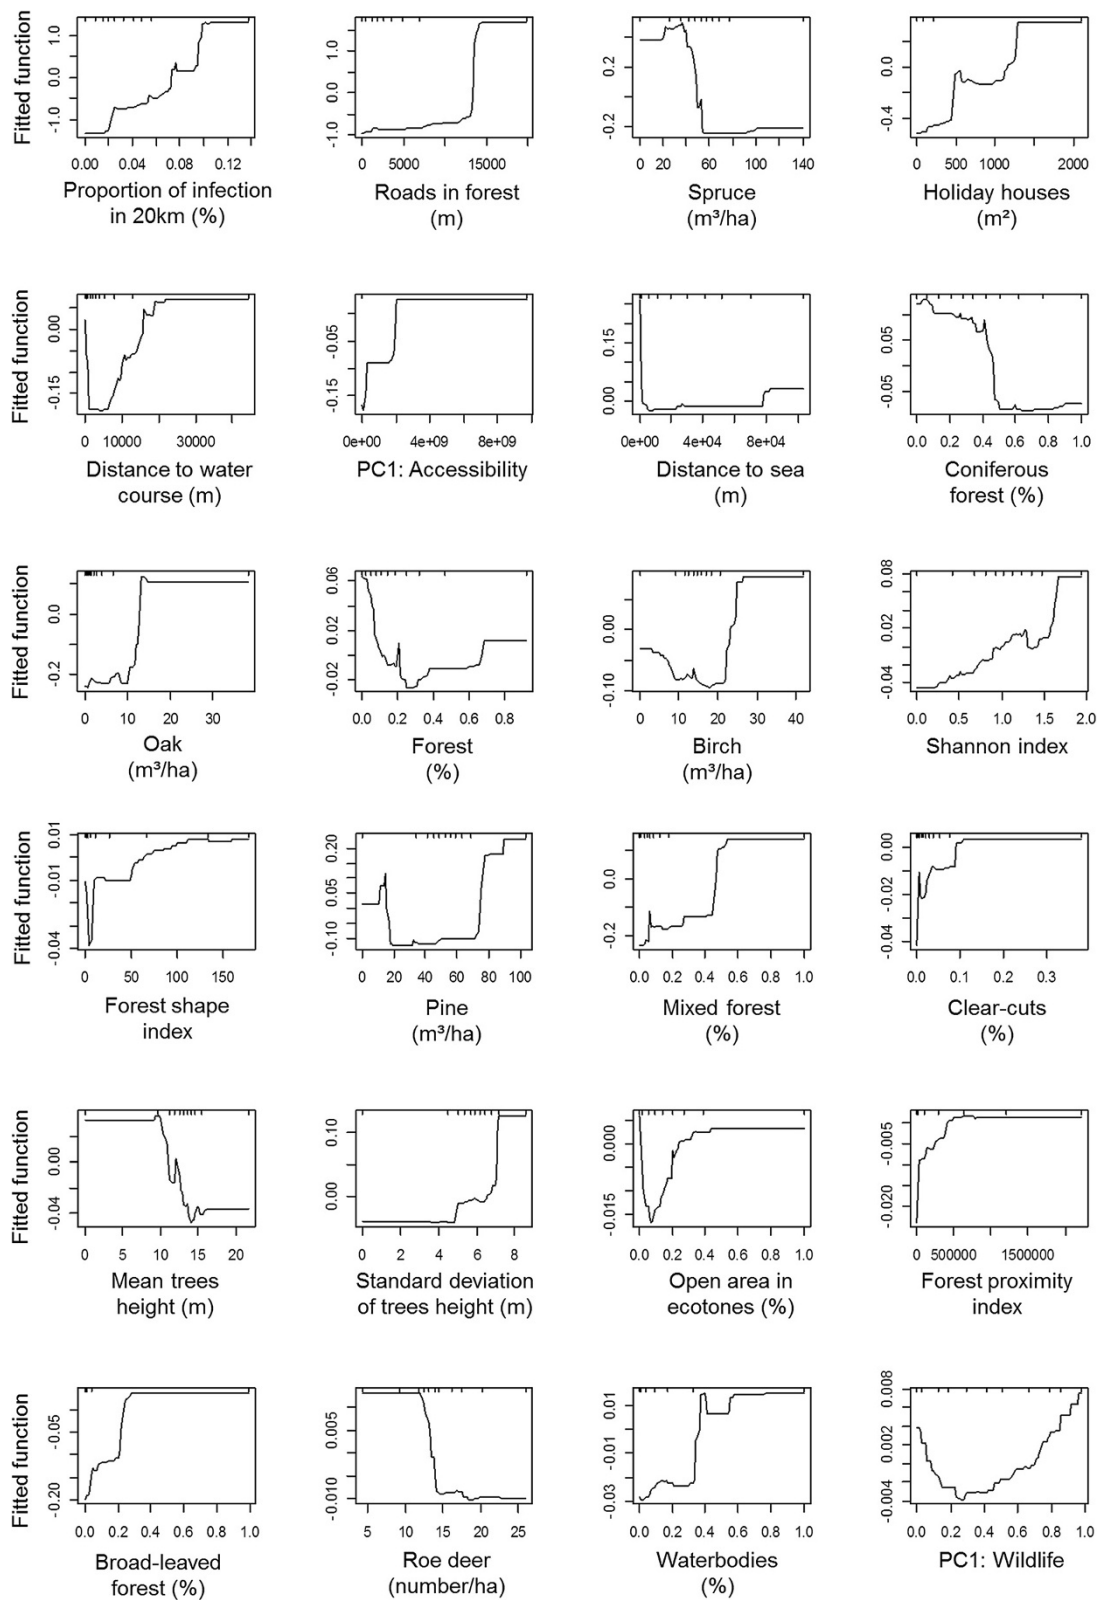 Fitted function
-1.0 0.0 1.0
0.00 0.04 0.08 0.12
Proportion of infection
in 20km (%)
-1.0 0.0 1.0
0 5000 15000
Roads in forest
(m)
-0.2 0.2
0 20 60 100 140
Spruce
(m³/ha)
-0.4 0.0
0 500 1000 2000
Holiday houses
(m²)
Fitted function
-0.15 0.00
0 10000 30000
Distance to water
course (m)
-0.15 -0.05
0e+00 4e+09 8e+09
PC1: Accessibility
0.00 0.15
0e+00 4e+04 8e+04
Distance to sea
(m)
-0.05 0.05
0.0 0.2 0.4 0.6 0.8 1.0
Coniferous
forest (%)
Fitted function
-0.2 0.0
0 10 20 30
Oak
(m³/ha)
-0.02 0.02 0.06
0.0 0.2 0.4 0.6 0.8
Forest
(%)
-0.10 0.00
0 10 20 30 40
Birch
(m³/ha)
-0.04 0.02 0.08
0.0 0.5 1.0 1.5 2.0
Shannon index
Fitted function
-0.04 -0.01 0.01
0 50 100 150
Forest shape
index
-0.10 0.05 0.20
0 20 40 60 80 100
Pine
(m³/ha)
-0.2 0.0
0.0 0.2 0.4 0.6 0.8 1.0
Mixed forest
(%)
-0.04 -0.02 0.00
0.0 0.1 0.2 0.3
Clear-cuts
(%)
Fitted function
-0.04 0.00
0 5 10 15 20
Mean trees
height (m)
0.00 0.10
0 2 4 6 8
Standard deviation
of trees height (m)
-0.015 0.000
0.0 0.2 0.4 0.6 0.8 1.0
Open area in
ecotones (%)
-0.020 -0.005
0 500000 1500000
Forest proximity
index
Fitted function
-0.20 -0.05
0.0 0.2 0.4 0.6 0.8 1.0
Broad-leaved
forest (%)
-0.010 0.005
5 10 15 20 25
Roe deer
(number/ha)
-0.03 -0.01 0.01
0.0 0.2 0.4 0.6 0.8 1.0
Waterbodies
(%)
-0.004 0.002 0.008
0.0 0.2 0.4 0.6 0.8 1.0
PC1: Wildlife